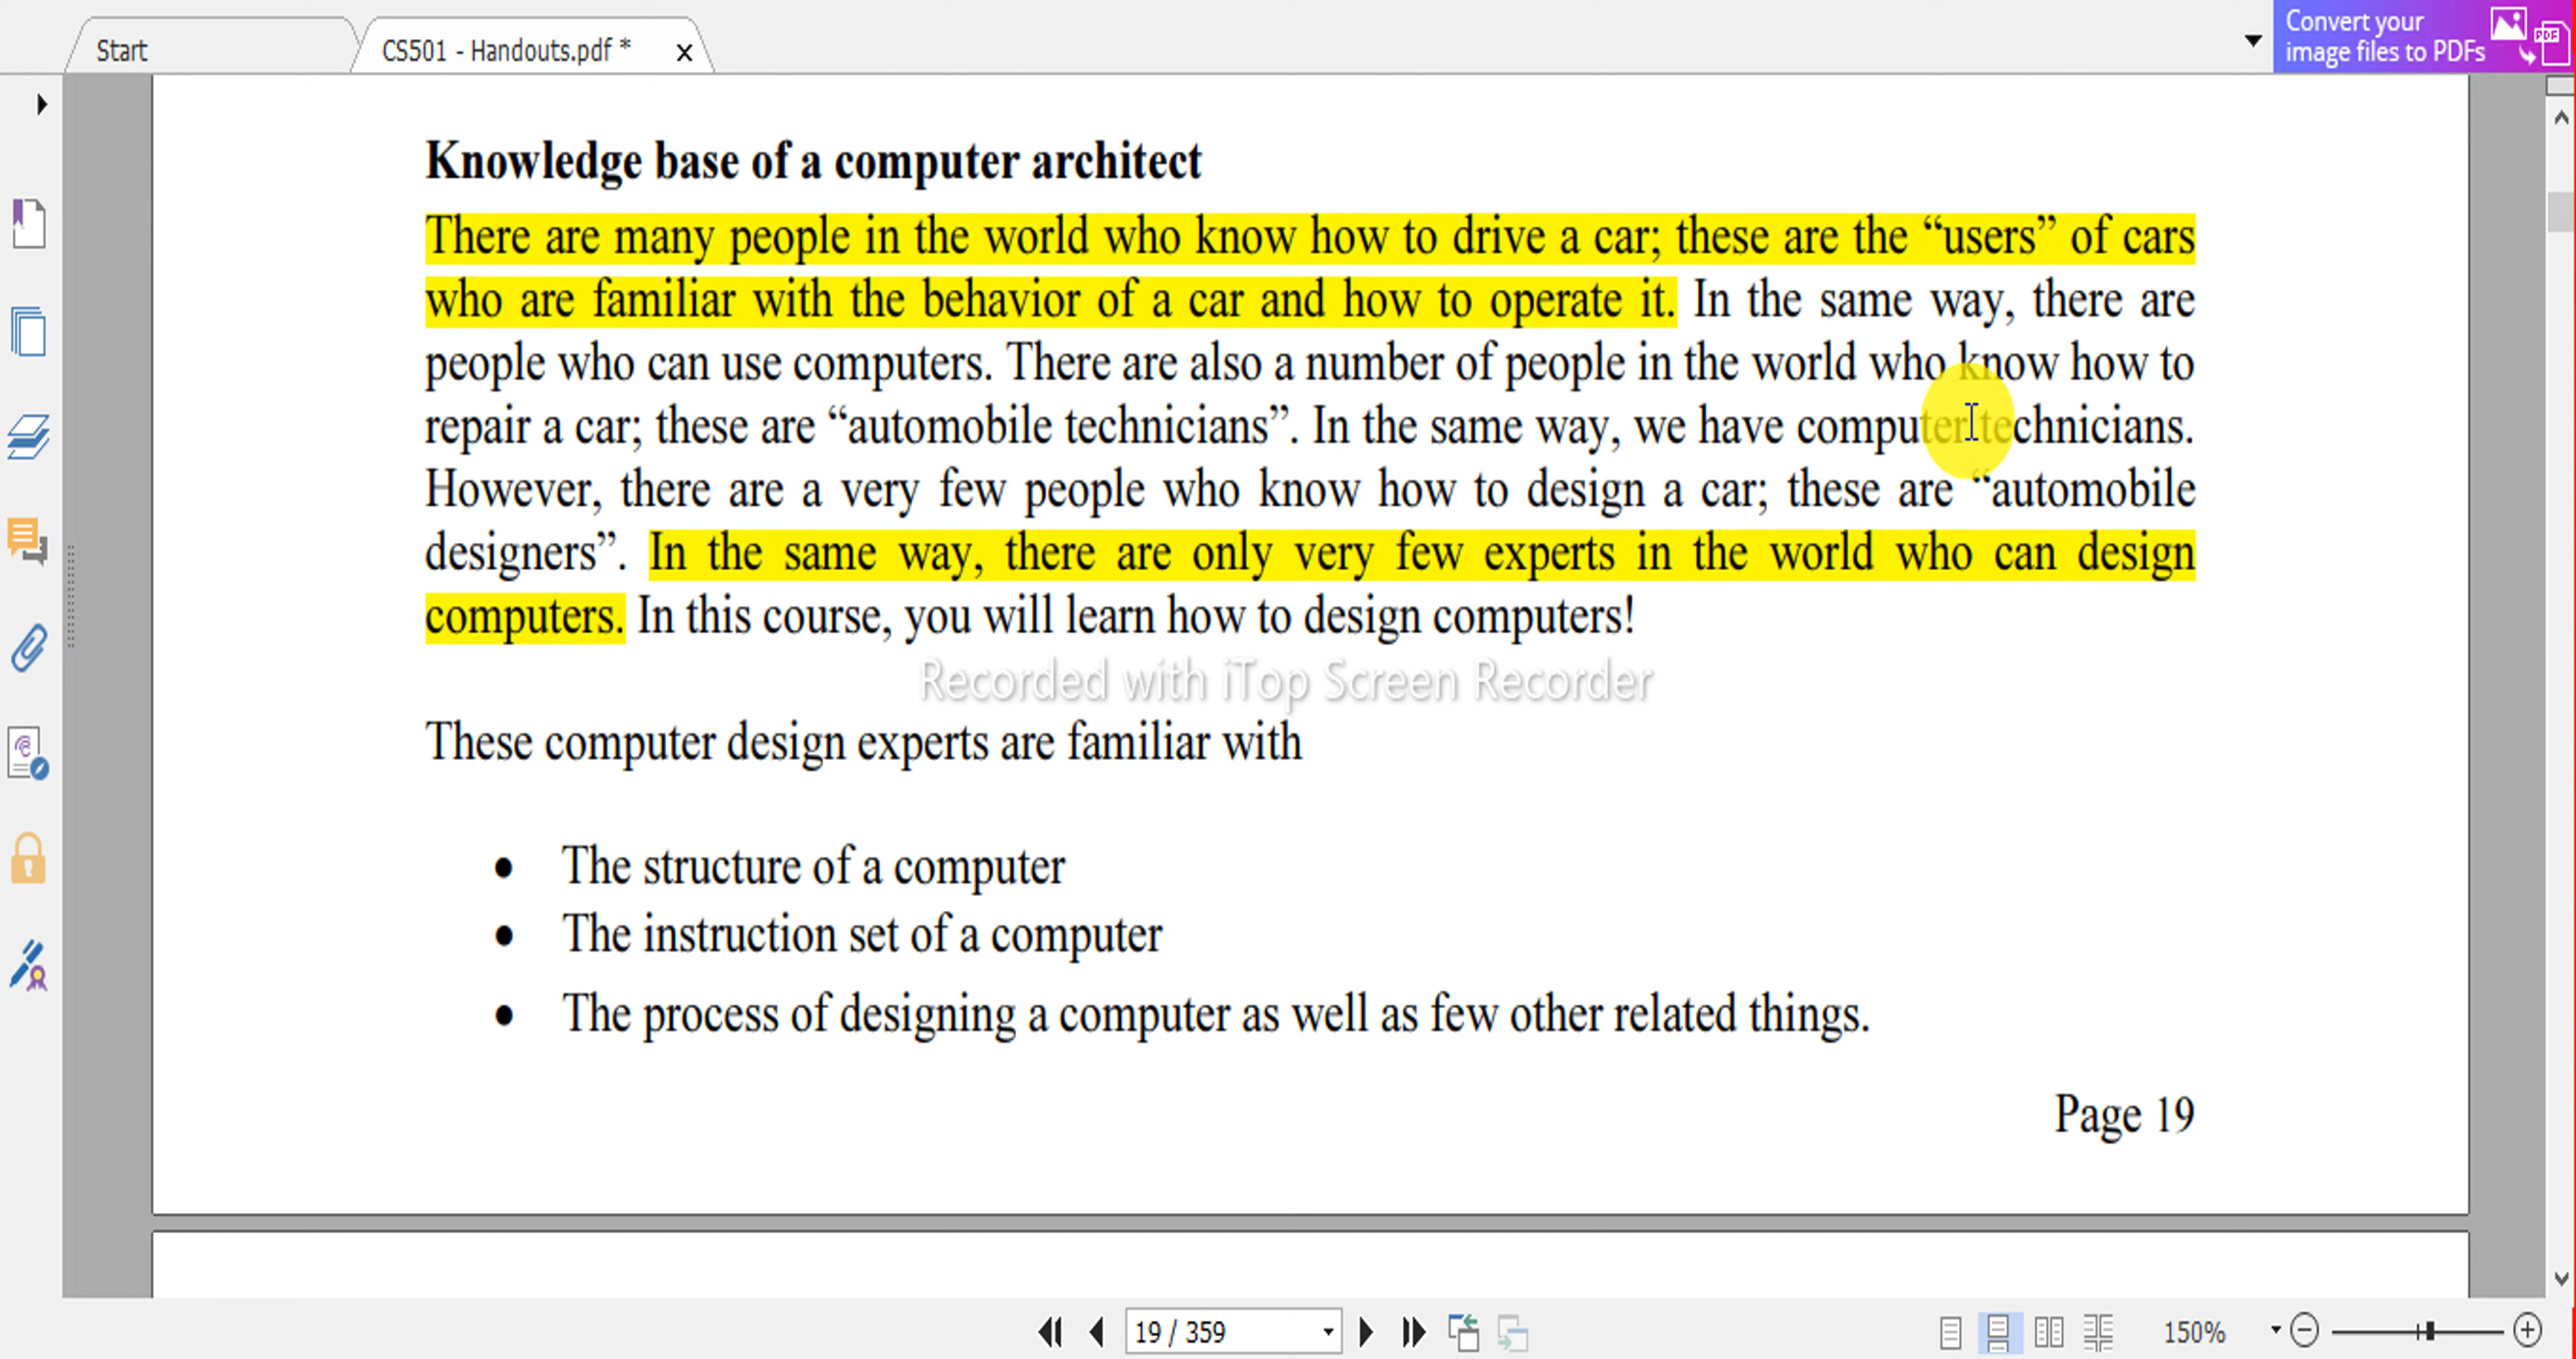 Start
CS501 - Handouts.pdf *
Convert your
image files to PDFs
PDF
Knowledge base of a computer architect
There are many people in the world who know how to drive a car; these are the “users” of cars
who are familiar with the behavior of a car and how to operate it. In the same way, there are
people who can use computers. There are also a number of people in the world who know how to
repair a car; these are “automobile technicians”. In the same way, we have computer technicians.
However, there are a very few people who know how to design a car; these are “automobile
designers”. In the same way, there are only very few experts in the world who can design
computers. In this course, you will learn how to design computers!
Recorded with iTop Screen Recorder
These computer design experts are familiar with
• The structure of a computer
• The instruction set of a computer
• The process of designing a computer as well as few other related things.
Page 19
19 / 359
150%